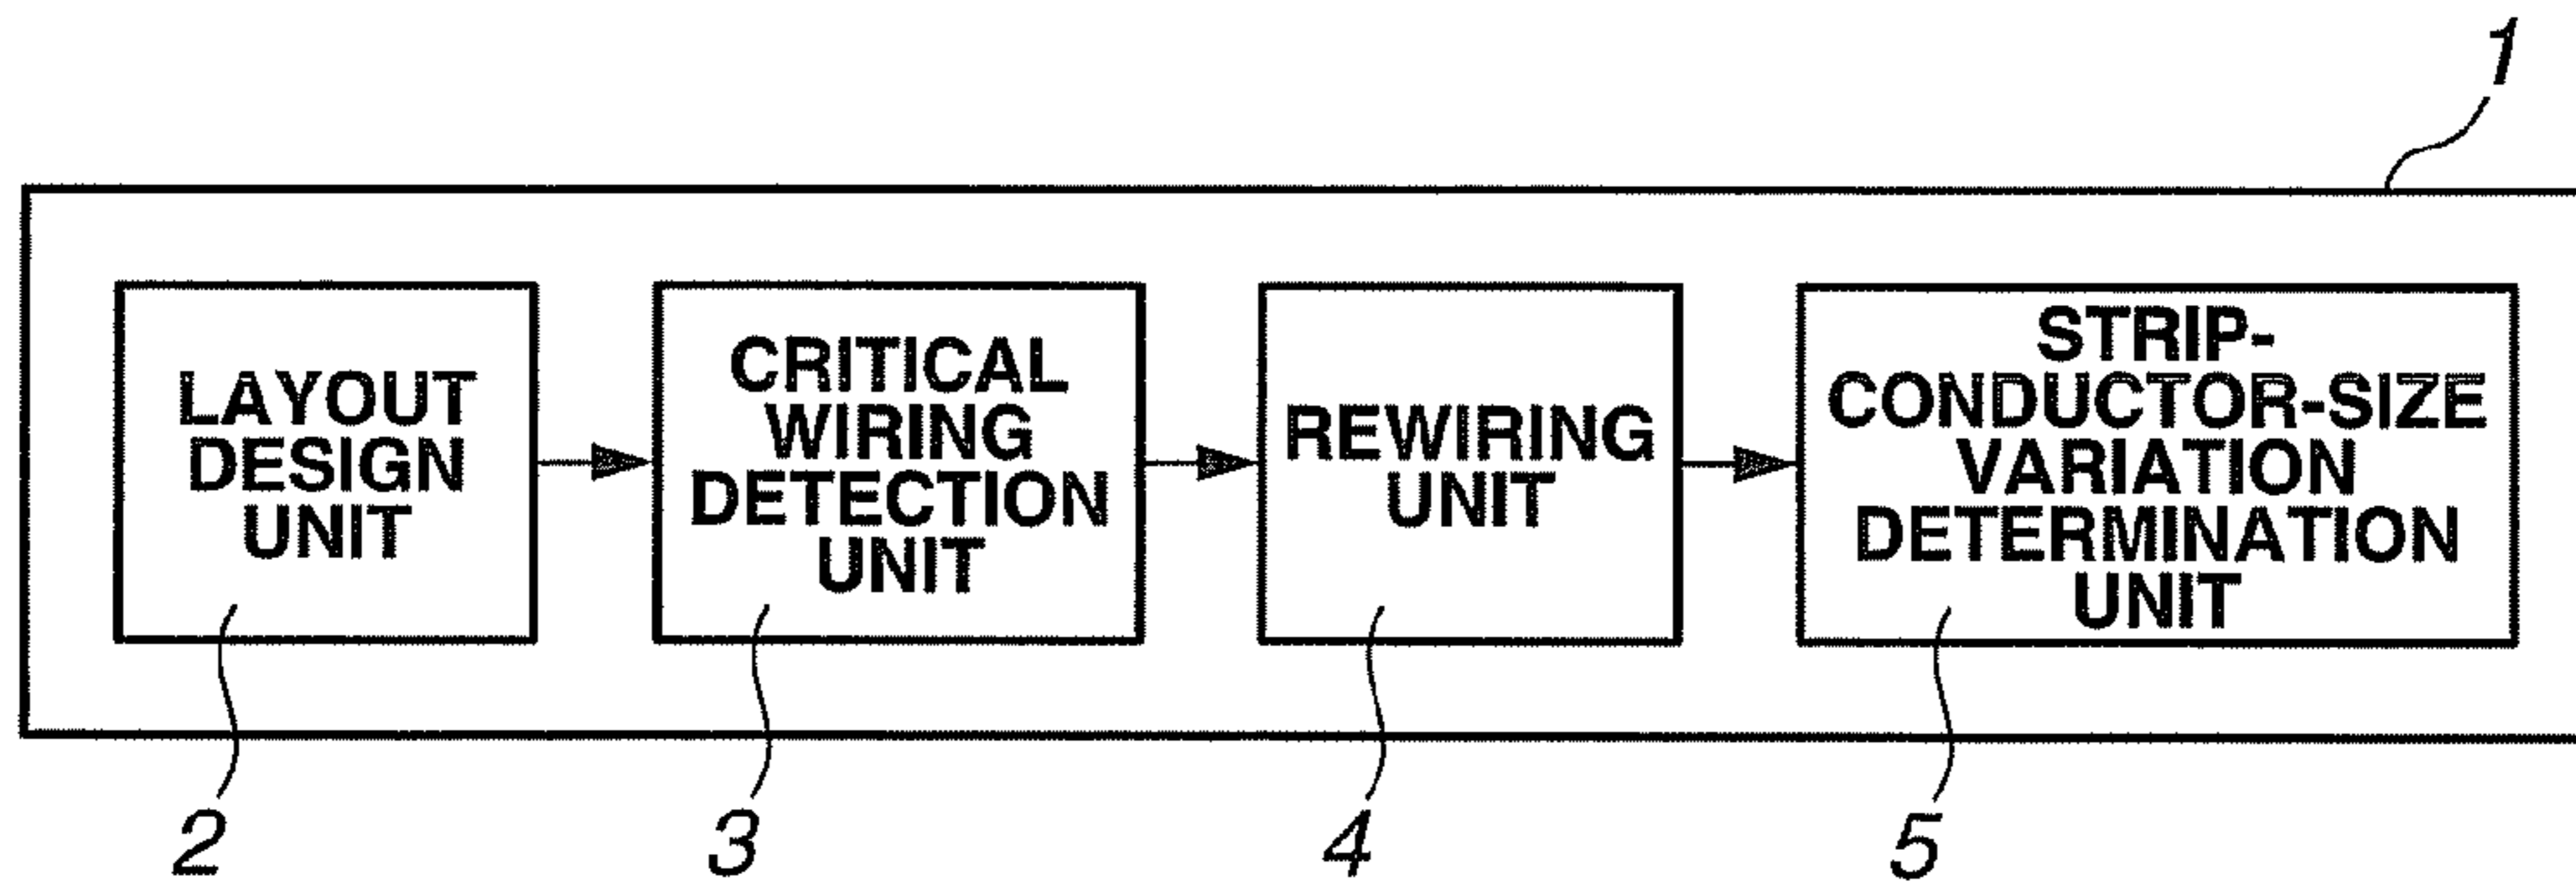 1
LAYOUT
DESIGN
UNIT
CRITICAL
WIRING
DETECTION
UNIT
REWIRING
UNIT
STRIP-
CONDUCTOR-SIZE
VARIATION
DETERMINATION
UNIT
2
3
4
5